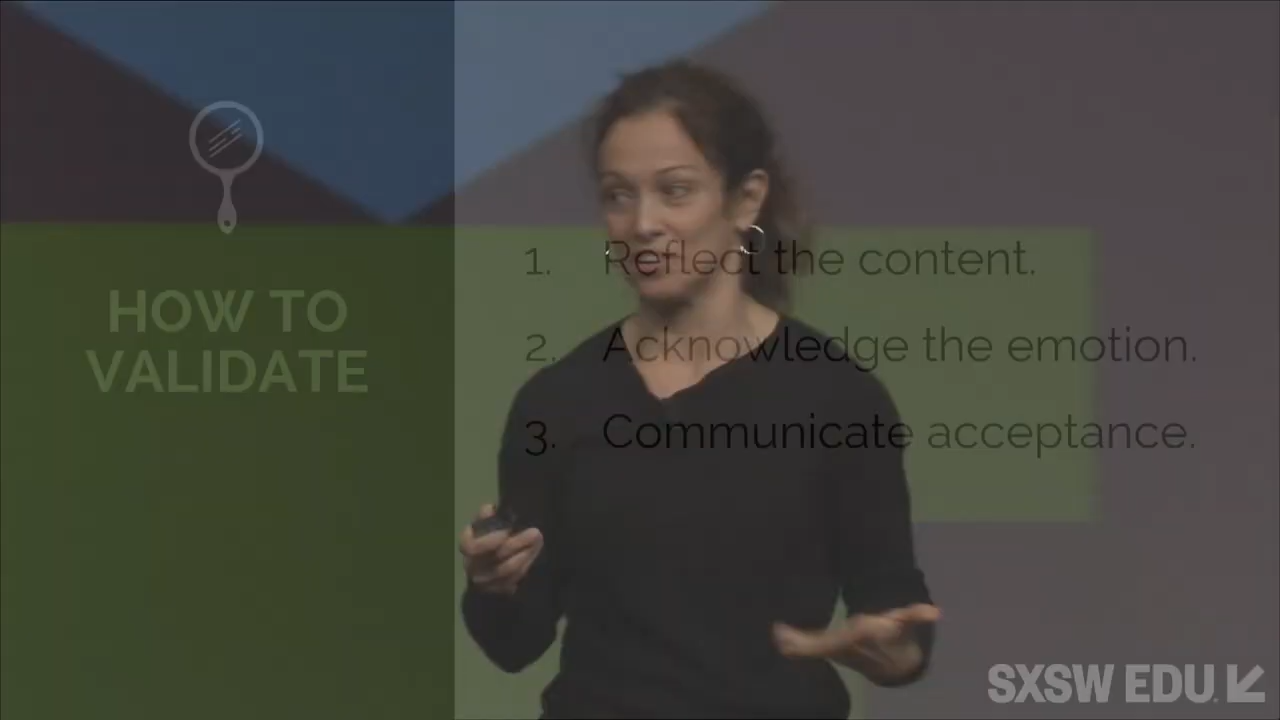 HOW TO
VALIDATE
1. Reflect the content.
2. Acknowledge the emotion.
3. Communicate acceptance.
SXSW EDU